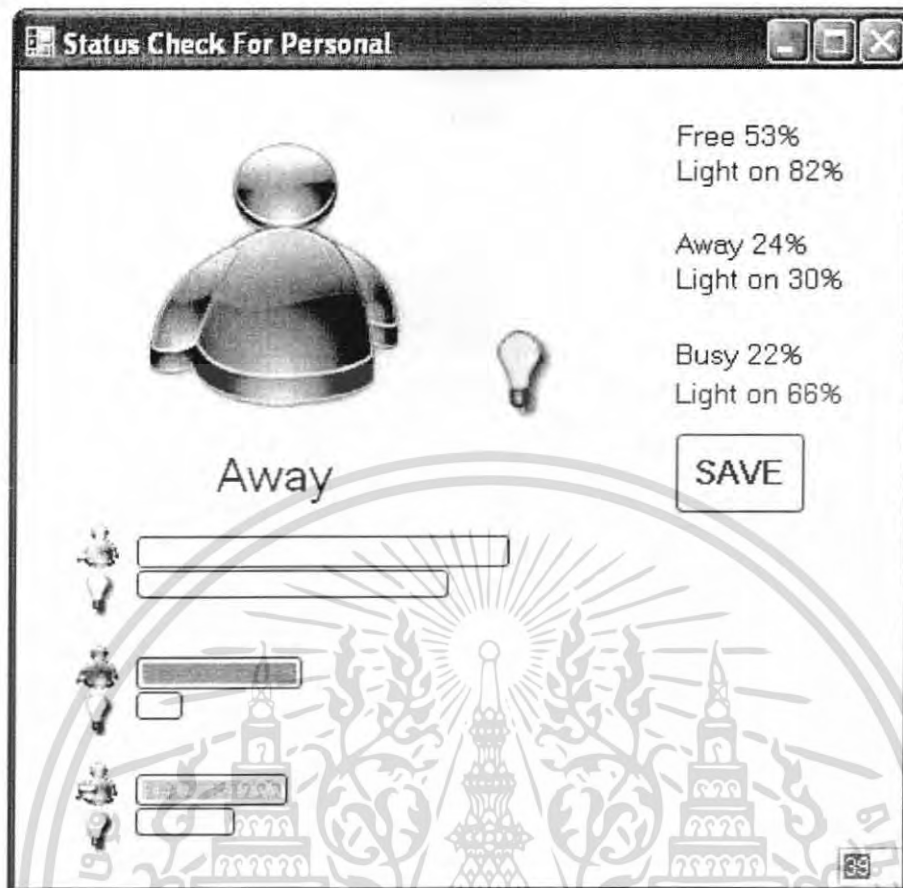 Status Check For Personal
Free 53%
Light on 82%
Away 24%
Light on 30%
Busy 22%
Light on 66%
Away
SAVE
39